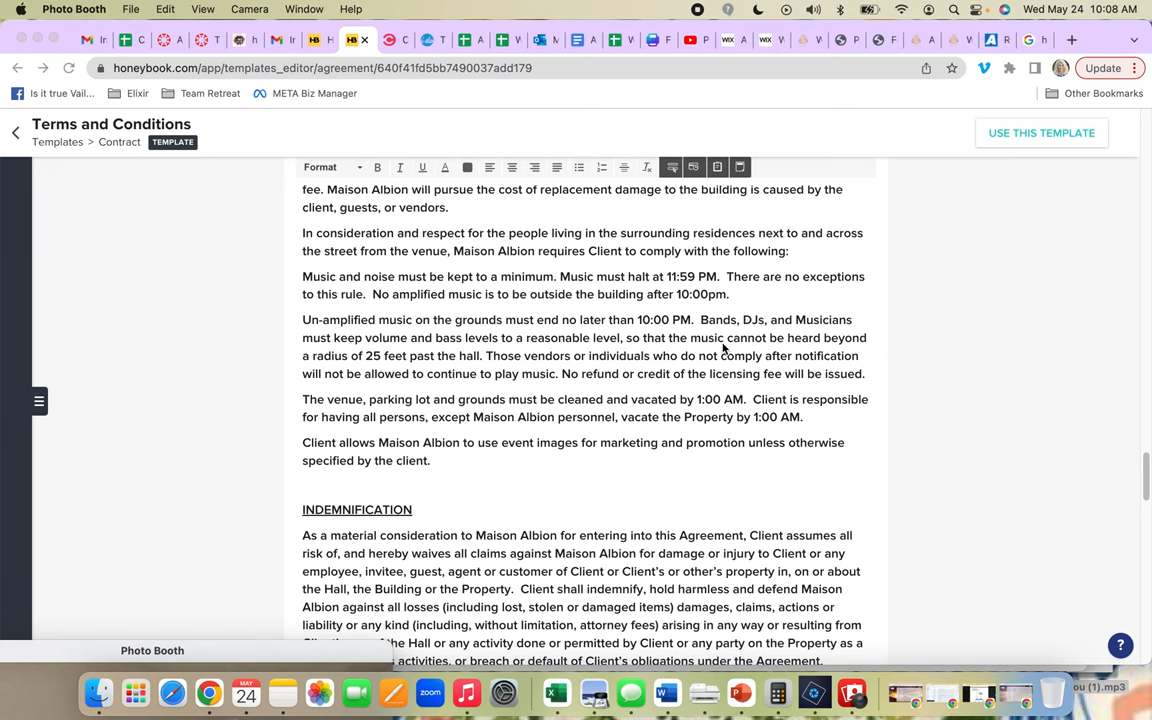 Photo Booth File Edit View Camera Window Help Wed May 24 10:08 AM
honeybook.com/app/templates_editor/agreement/640f41fd5bb7490037add179
Update
Is it true Vail... Elixir Team Retreat META Biz Manager Other Bookmarks
Terms and Conditions
Templates > Contract TEMPLATE
USE THIS TEMPLATE
Format
fee. Maison Albion will pursue the cost of replacement damage to the building is caused by the
client, guests, or vendors.
In consideration and respect for the people living in the surrounding residences next to and across
the street from the venue, Maison Albion requires Client to comply with the following:
Music and noise must be kept to a minimum. Music must halt at 11:59 PM. There are no exceptions
to this rule. No amplified music is to be outside the building after 10:00pm.
Un-amplified music on the grounds must end no later than 10:00 PM. Bands, DJs, and Musicians
must keep volume and bass levels to a reasonable level, so that the music cannot be heard beyond
a radius of 25 feet past the hall. Those vendors or individuals who do not comply after notification
will not be allowed to continue to play music. No refund or credit of the licensing fee will be issued.
The venue, parking lot and grounds must be cleaned and vacated by 1:00 AM. Client is responsible
for having all persons, except Maison Albion personnel, vacate the Property by 1:00 AM.
Client allows Maison Albion to use event images for marketing and promotion unless otherwise
specified by the client.
INDEMNIFICATION
As a material consideration to Maison Albion for entering into this Agreement, Client assumes all
risk of, and hereby waives all claims against Maison Albion for damage or injury to Client or any
employee, invitee, guest, agent or customer of Client or Client's or other's property in, on or about
the Hall, the Building or the Property. Client shall indemnify, hold harmless and defend Maison
Albion against all losses (including lost, stolen or damaged items) damages, claims, actions or
liability or any kind (including, without limitation, attorney fees) arising in any way or resulting from
the Hall or any activity done or permitted by Client or any party on the Property as a
activities, or breach or default of Client's obligations under the Agreement.
Photo Booth
zoom
MAY
24
ou (1).mp3